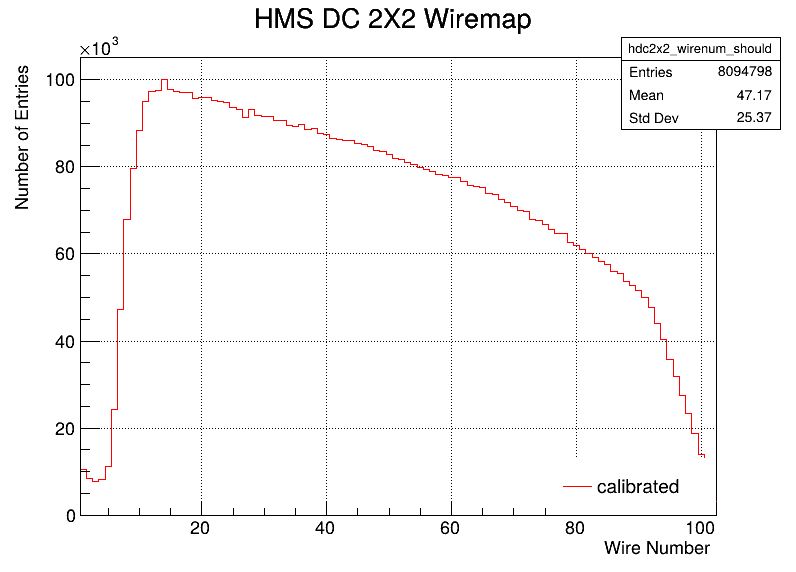 HMS DC 2X2 Wiremap
×10³
hdc2x2_wirenum_should
Entries 8094798
Mean 47.17
Std Dev 25.37
Number of Entries
100
80
60
40
20
0
calibrated
20 40 60 80 100
Wire Number